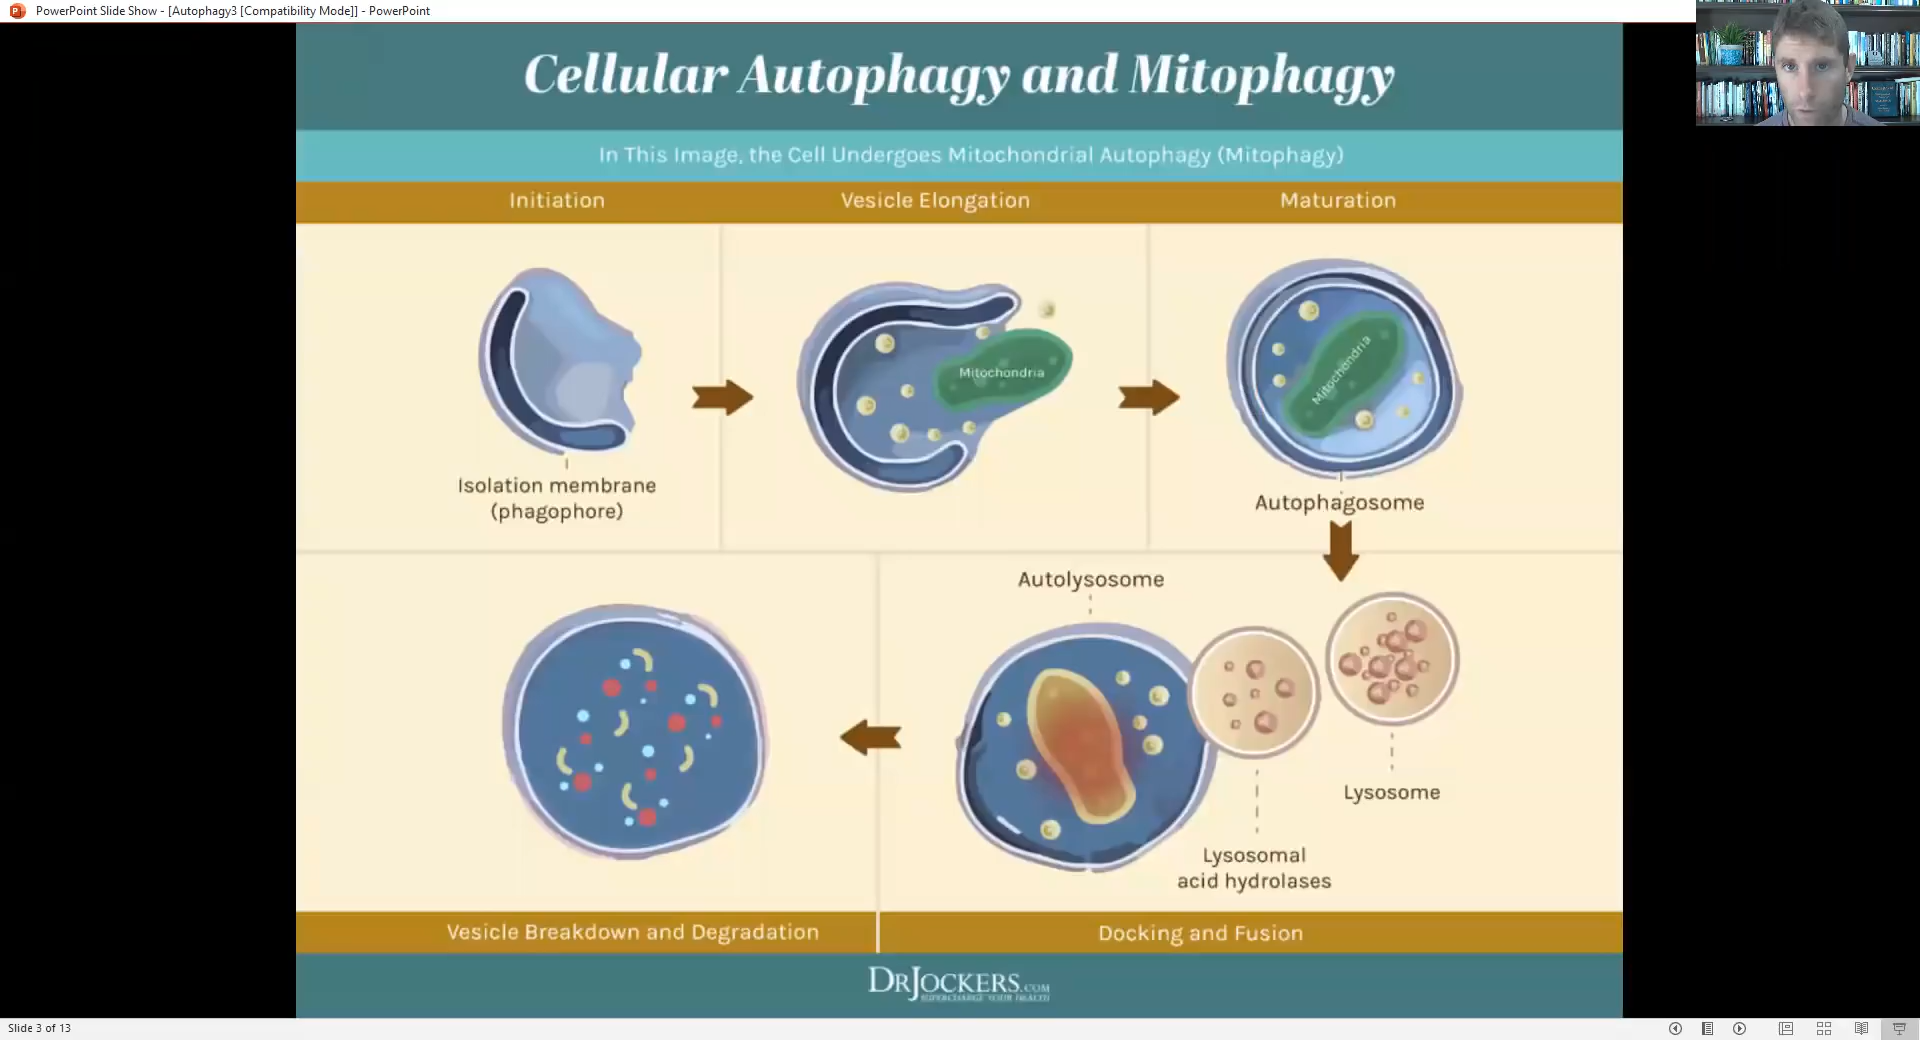 PowerPoint Slide Show - [Autophagy3 [Compatibility Mode]] - PowerPoint
Cellular Autophagy and Mitophagy
In This Image, the Cell Undergoes Mitochondrial Autophagy (Mitophagy)
Initiation
Vesicle Elongation
Maturation
Mitochondria
Mitochondria
Isolation membrane
(phagophore)
Autophagosome
Autolysosome
Lysosome
Lysosomal
acid hydrolases
Vesicle Breakdown and Degradation
Docking and Fusion
DRJOCKERS.COM
SUPERCHARGE YOUR HEALTH
Slide 3 of 13